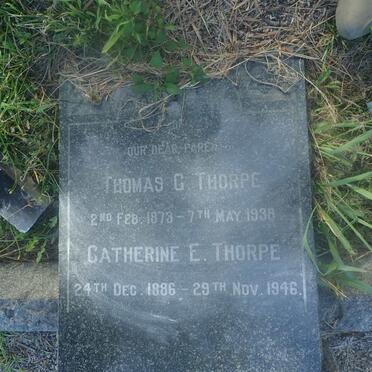 OUR DEAR PARENTS
THOMAS G. THORPE
2ND FEB. 1873 - 7TH MAY 1938
CATHERINE E. THORPE
24TH DEC. 1886 - 29TH NOV. 1946.